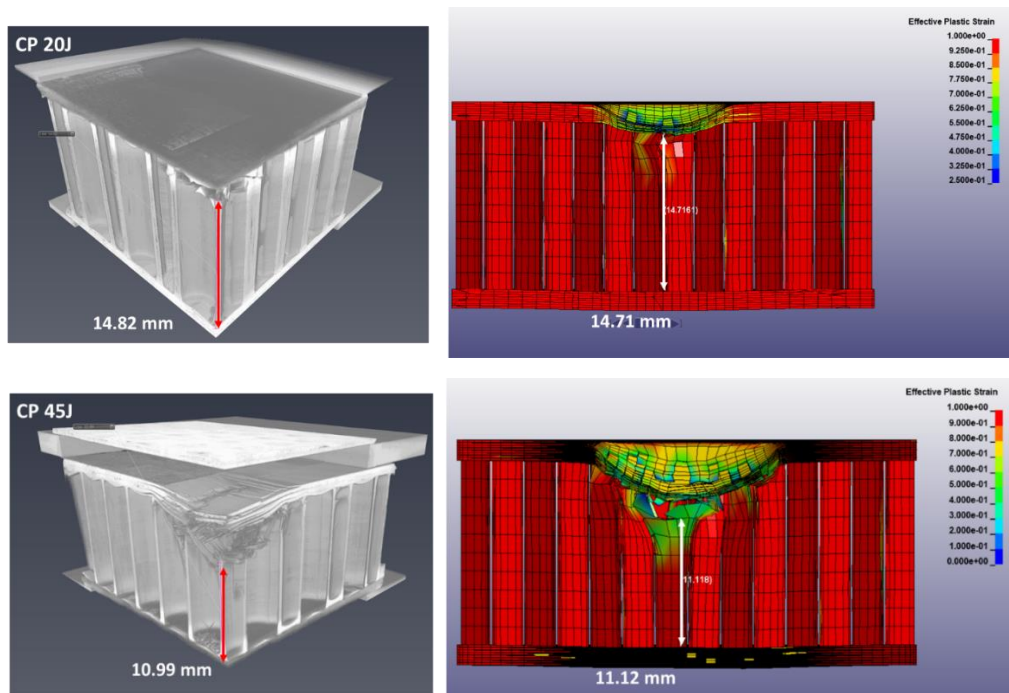 CP 20J
14.82 mm
Effective Plastic Strain
1.000e+00
9.250e-01
8.500e-01
7.750e-01
7.000e-01
6.250e-01
5.500e-01
4.750e-01
4.000e-01
3.250e-01
2.500e-01
(14.7161)
14.71 mm
CP 45J
10.99 mm
Effective Plastic Strain
1.000e+00
9.000e-01
8.000e-01
7.000e-01
6.000e-01
5.000e-01
4.000e-01
3.000e-01
2.000e-01
1.000e-01
0.000e+00
(11.118)
11.12 mm